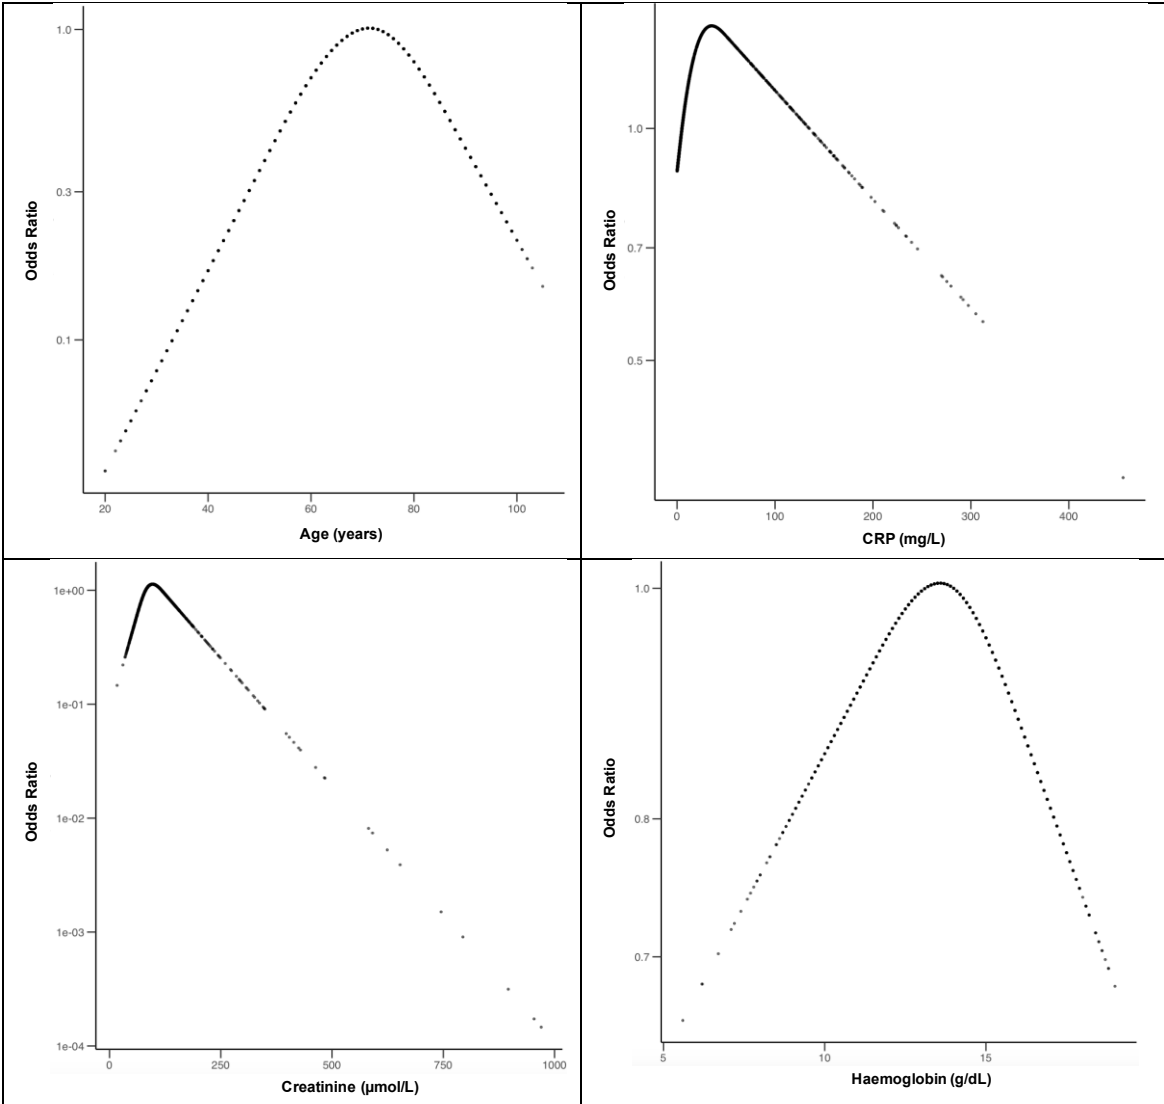 1.0
0.3
0.1
Odds Ratio
20 40 60 80 100
Age (years)
1.0
0.7
0.5
Odds Ratio
0 100 200 300 400
CRP (mg/L)
1e+00
1e-01
1e-02
1e-03
1e-04
Odds Ratio
0 250 500 750 1000
Creatinine (µmol/L)
1.0
0.8
0.7
Odds Ratio
5 10 15
Haemoglobin (g/dL)